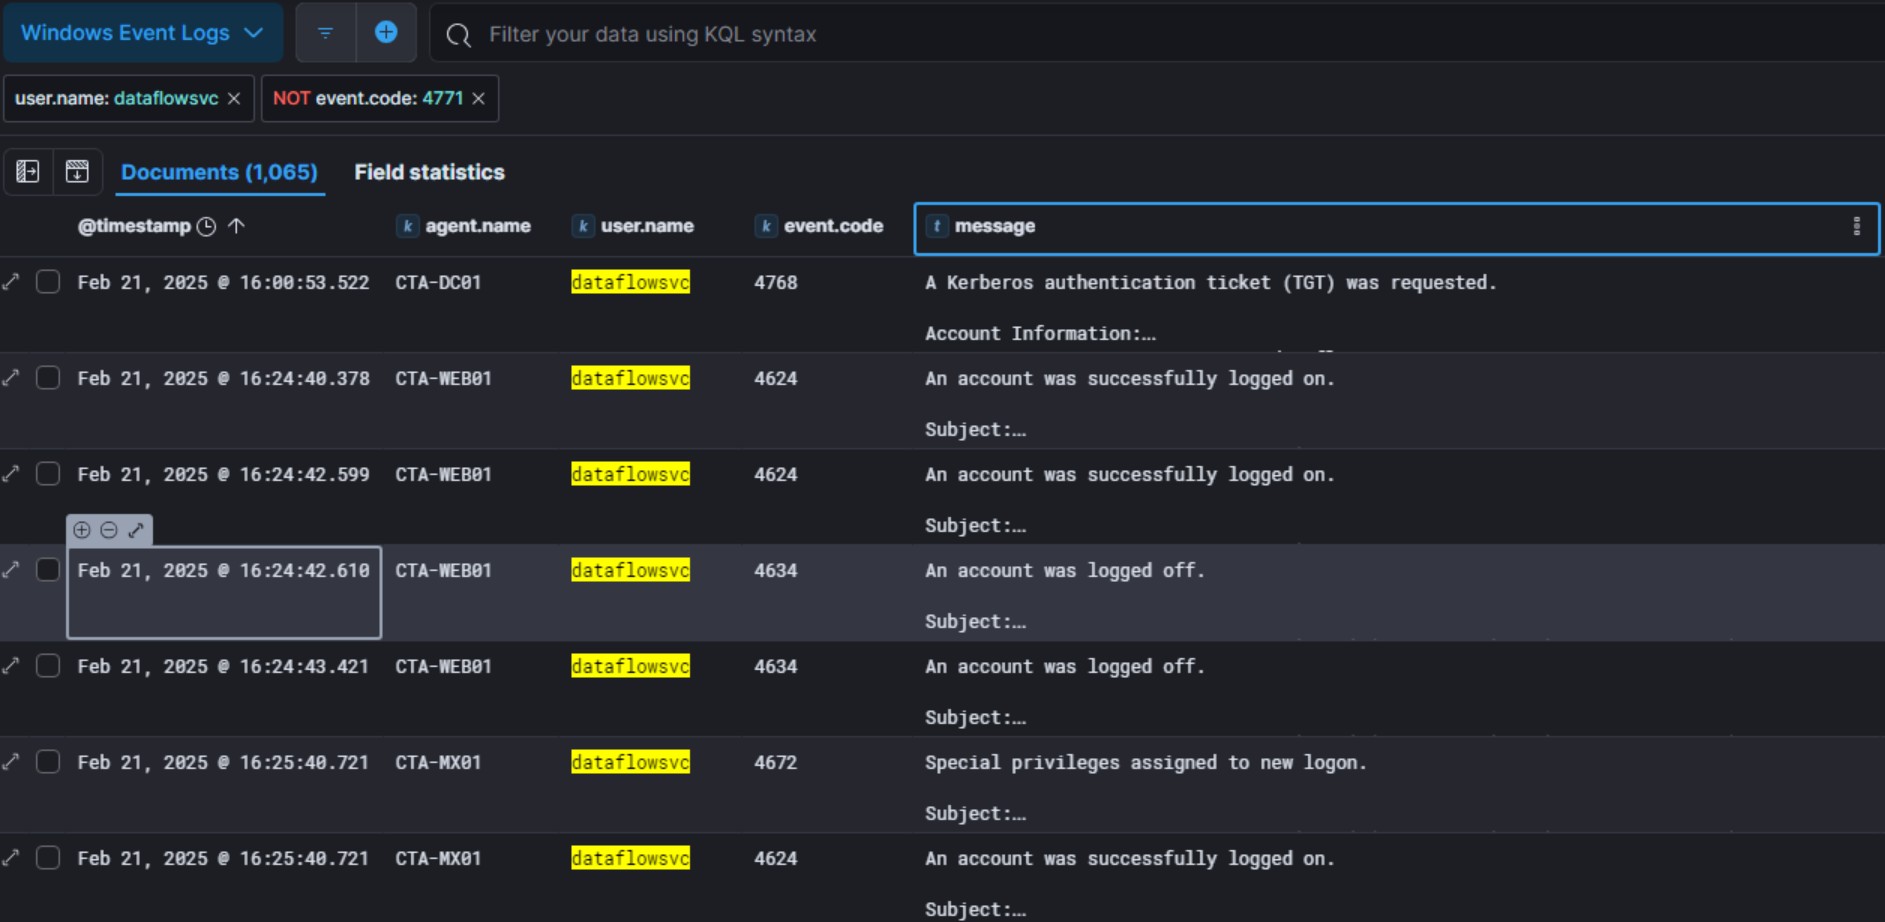 Windows Event Logs
Filter your data using KQL syntax
user.name: dataflowsvc ×
NOT event.code: 4771 ×
Documents (1,065)
Field statistics
@timestamp
k agent.name
k user.name
k event.code
t message
Feb 21, 2025 @ 16:00:53.522 CTA-DC01 dataflowsvc 4768 A Kerberos authentication ticket (TGT) was requested.
Account Information:…
Feb 21, 2025 @ 16:24:40.378 CTA-WEB01 dataflowsvc 4624 An account was successfully logged on.
Subject:…
Feb 21, 2025 @ 16:24:42.599 CTA-WEB01 dataflowsvc 4624 An account was successfully logged on.
Subject:…
Feb 21, 2025 @ 16:24:42.610 CTA-WEB01 dataflowsvc 4634 An account was logged off.
Subject:…
Feb 21, 2025 @ 16:24:43.421 CTA-WEB01 dataflowsvc 4634 An account was logged off.
Subject:…
Feb 21, 2025 @ 16:25:40.721 CTA-MX01 dataflowsvc 4672 Special privileges assigned to new logon.
Subject:…
Feb 21, 2025 @ 16:25:40.721 CTA-MX01 dataflowsvc 4624 An account was successfully logged on.
Subject:…